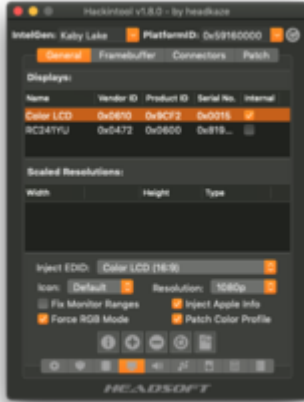 Hackintool v1.8.0 - by headkaze
IntelGen: Kaby Lake PlatformID: 0x59160000
General Framebuffer Connectors Patch
Displays:
Name Vendor ID Product ID Serial No. Internal
Color LCD 0x0610 0x9CF2 0x0015
RC241YU 0x0472 0x0600 0x819...
Scaled Resolutions:
Width Height Type
Inject EDID: Color LCD (16:9)
Icon: Default Resolution: 1080p
Fix Monitor Ranges Inject Apple Info
Force RGB Mode Patch Color Profile
HEADSOFT